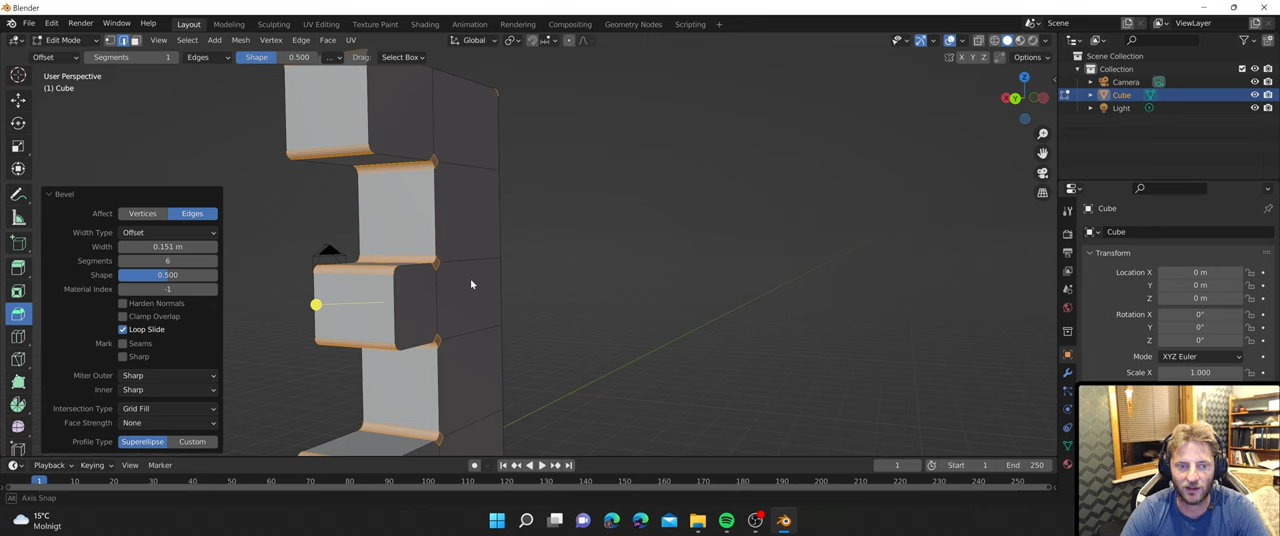 Blender
File Edit Render Window Help Layout Modeling Sculpting UV Editing Texture Paint Shading Animation Rendering Compositing Geometry Nodes Scripting + Scene ViewLayer
Edit Mode View Select Add Mesh Vertex Edge Face UV Global
Offset Segments 1 Edges Shape 0.500 ... Drag: Select Box X Y Z Options
User Perspective
(1) Cube
Z
X Y
Scene Collection
Collection
Camera
Cube
Light
Bevel
Affect Vertices Edges
Width Type Offset
Width 0.151 m
Segments 6
Shape 0.500
Material Index -1
Harden Normals
Clamp Overlap
Loop Slide
Mark Seams
Sharp
Miter Outer Sharp
Inner Sharp
Intersection Type Grid Fill
Face Strength None
Profile Type Superellipse Custom
Cube
Cube
Transform
Location X 0 m
Y 0 m
Z 0 m
Rotation X 0°
Y 0°
Z 0°
Mode XYZ Euler
Scale X 1.000
Playback Keying View Marker 1 Start 1 End 250
1 10 20 30 40 50 60 70 80 90 100 110 120 130 140 150 160 170 180 190 200 210 220 230 240 250
Alt Axis Snap
15°C
Molnigt